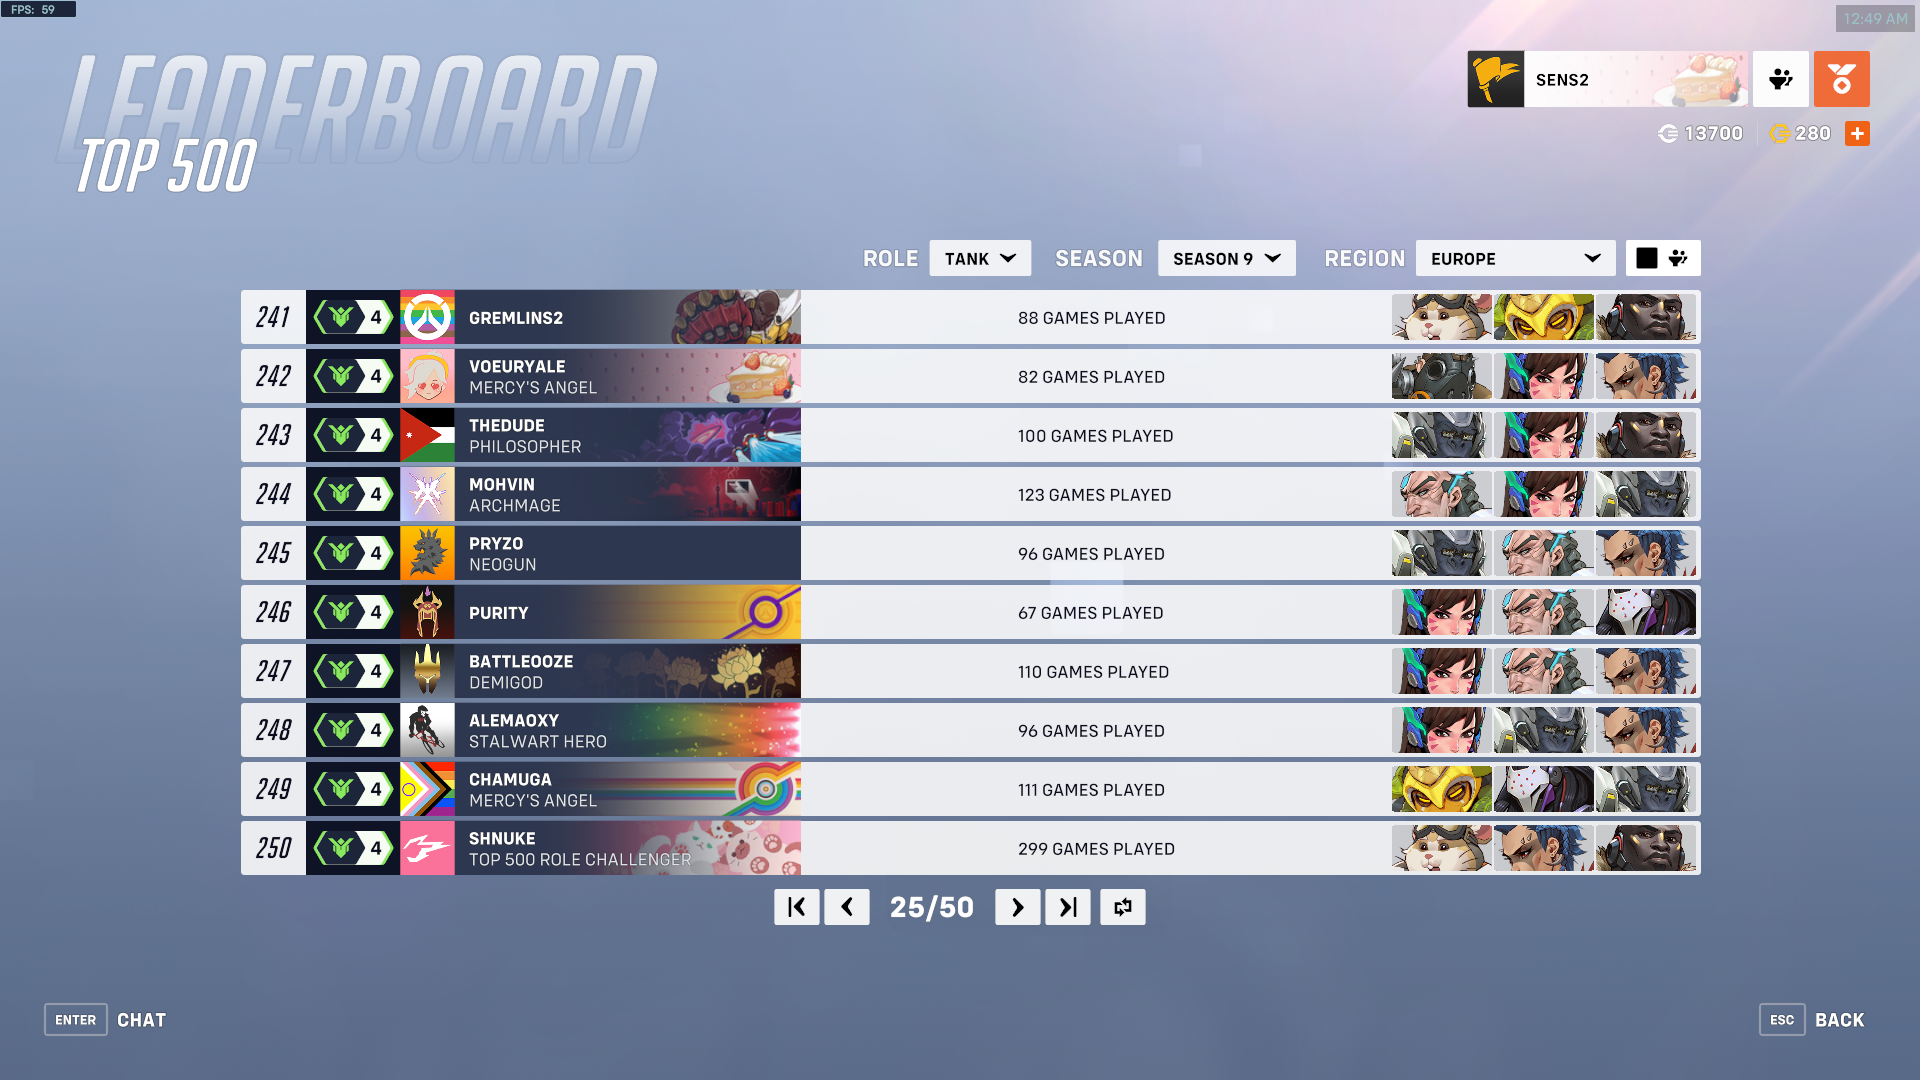 FPS: 59
12:49 AM
LEADERBOARD
TOP 500
SENS2
13700
280
ROLE TANK SEASON SEASON 9 REGION EUROPE
241 4 GREMLINS2 88 GAMES PLAYED
242 4 VOEURYALE 82 GAMES PLAYED
MERCY'S ANGEL
243 4 THEDUDE 100 GAMES PLAYED
PHILOSOPHER
244 4 MOHVIN 123 GAMES PLAYED
ARCHMAGE
245 4 PRYZO 96 GAMES PLAYED
NEOGUN
246 4 PURITY 67 GAMES PLAYED
247 4 BATTLEOOZE 110 GAMES PLAYED
DEMIGOD
248 4 ALEMAOXY 96 GAMES PLAYED
STALWART HERO
249 4 CHAMUGA 111 GAMES PLAYED
MERCY'S ANGEL
250 4 SHNUKE 299 GAMES PLAYED
TOP 500 ROLE CHALLENGER
25/50
ENTER CHAT
ESC BACK